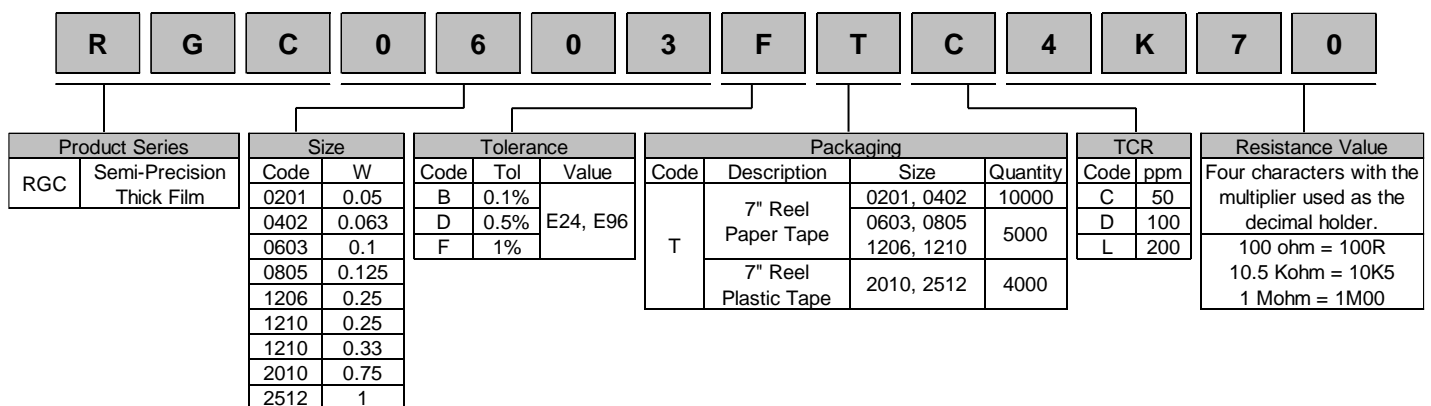 R G C 0 6 0 3 F T C 4 K 7 0
Product Series
RGC Semi-Precision
Thick Film
Size
Code W
0201 0.05
0402 0.063
0603 0.1
0805 0.125
1206 0.25
1210 0.25
1210 0.33
2010 0.75
2512 1
Tolerance
Code Tol Value
B 0.1%
D 0.5% E24, E96
F 1%
Packaging
Code Description Size Quantity
T
7" Reel
Paper Tape
0201, 0402 10000
0603, 0805
1206, 1210
5000
7" Reel
Plastic Tape
2010, 2512 4000
TCR
Code ppm
C 50
D 100
L 200
Resistance Value
Four characters with the
multiplier used as the
decimal holder.
100 ohm = 100R
10.5 Kohm = 10K5
1 Mohm = 1M00